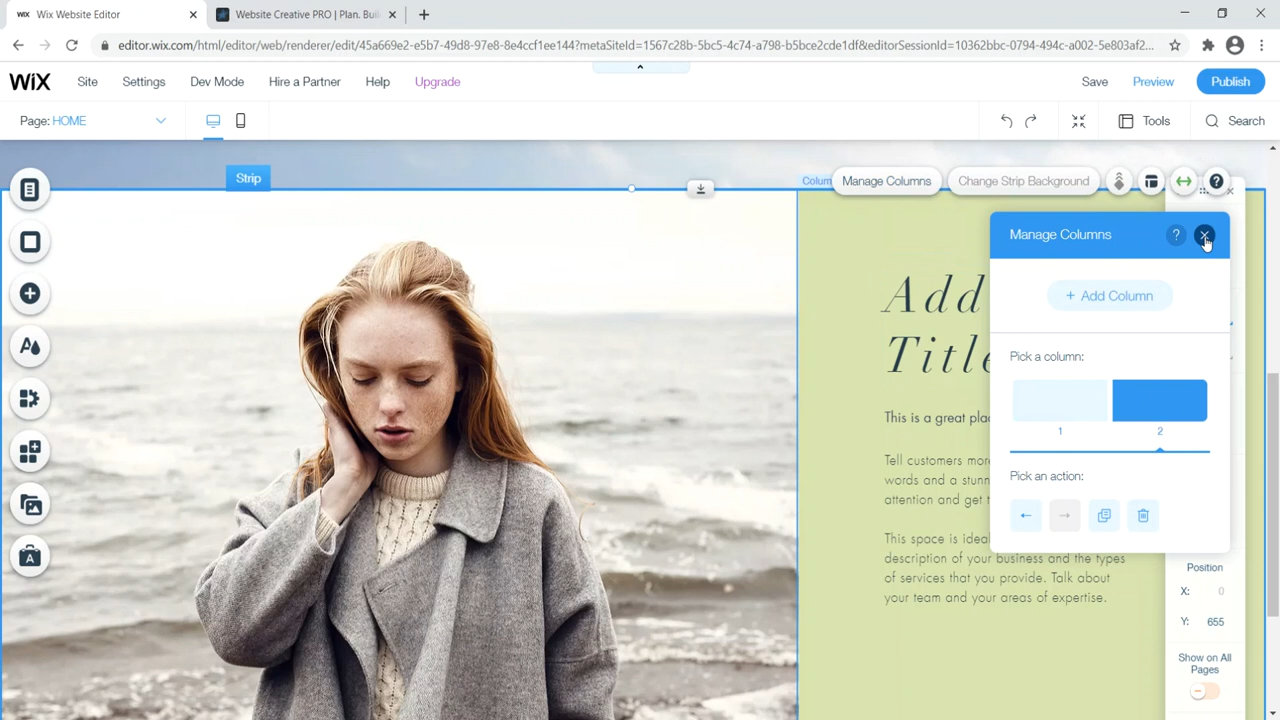 WiX Wix Website Editor
Website Creative PRO | Plan. Bui
editor.wix.com/html/editor/web/renderer/edit/45a669e2-e5b7-49d8-97e8-8e4ccf1ee144?metaSiteId=1567c28b-5bc5-4c74-a798-b5bce2cde1df&editorSessionId=10362bbc-0794-494c-a002-5e803af2...
WiX Site Settings Dev Mode Hire a Partner Help Upgrade Save Preview Publish
Page: HOME Tools Search
Strip
Colum Manage Columns Change Strip Background ?
Manage Columns ?
+ Add Column
Add
Title
Pick a column:
1 2
This is a great plac
Tell customers more
words and a stunn
attention and get t
Pick an action:
This space is ideal
description of your business and the types
of services that you provide. Talk about
your team and your areas of expertise.
Position
X: 0
Y: 655
Show on All
Pages